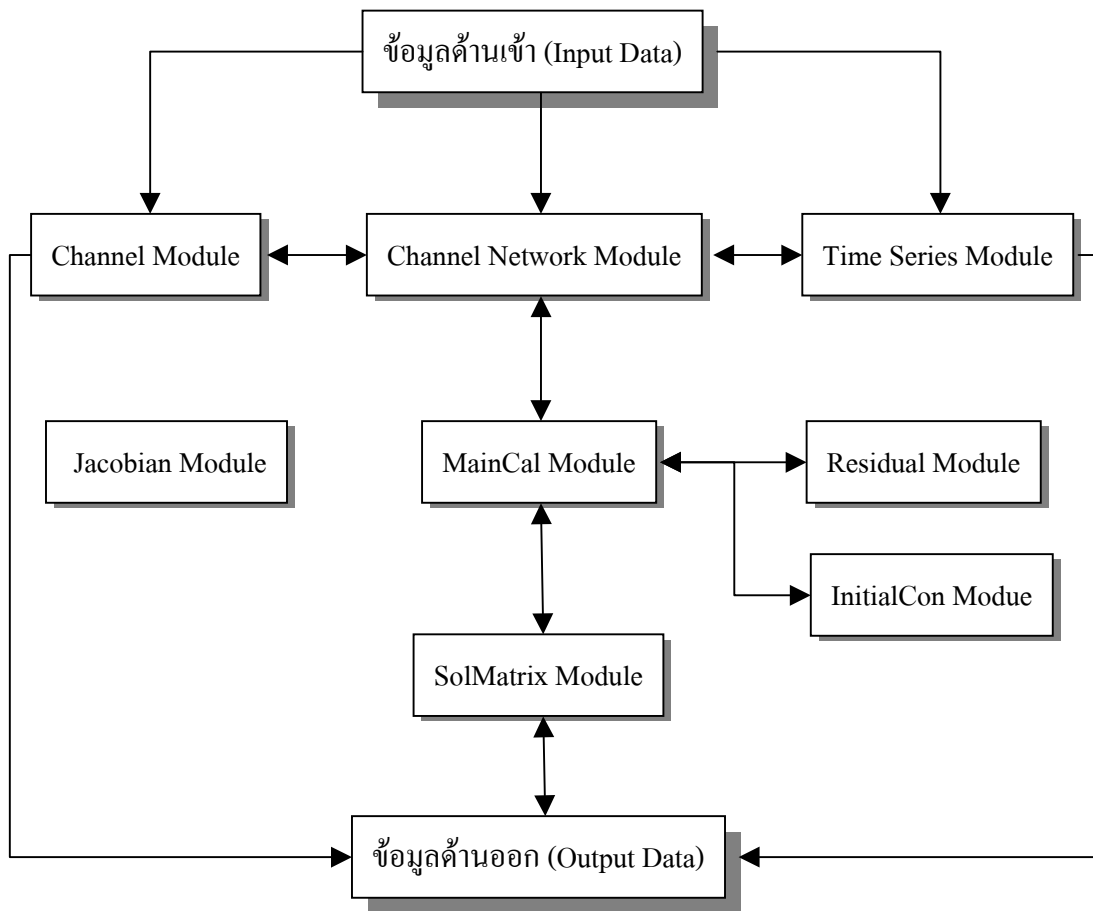 ข้อมูลด้านเข้า (Input Data)
Channel Module
Channel Network Module
Time Series Module
Jacobian Module
MainCal Module
Residual Module
InitialCon Modue
SolMatrix Module
ข้อมูลด้านออก (Output Data)